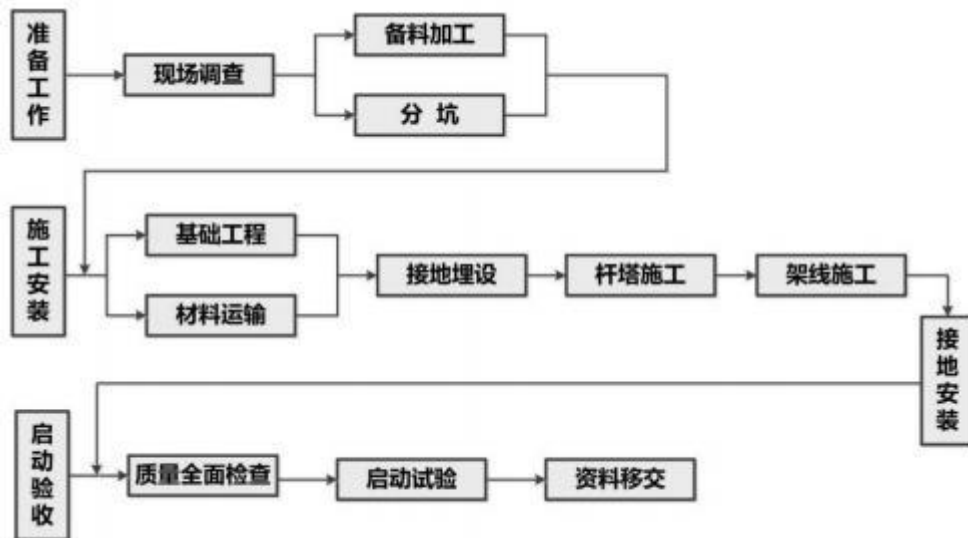 准备工作
现场调查
备料加工
分 坑
施工安装
基础工程
材料运输
接地埋设
杆塔施工
架线施工
接地安装
启动验收
质量全面检查
启动试验
资料移交